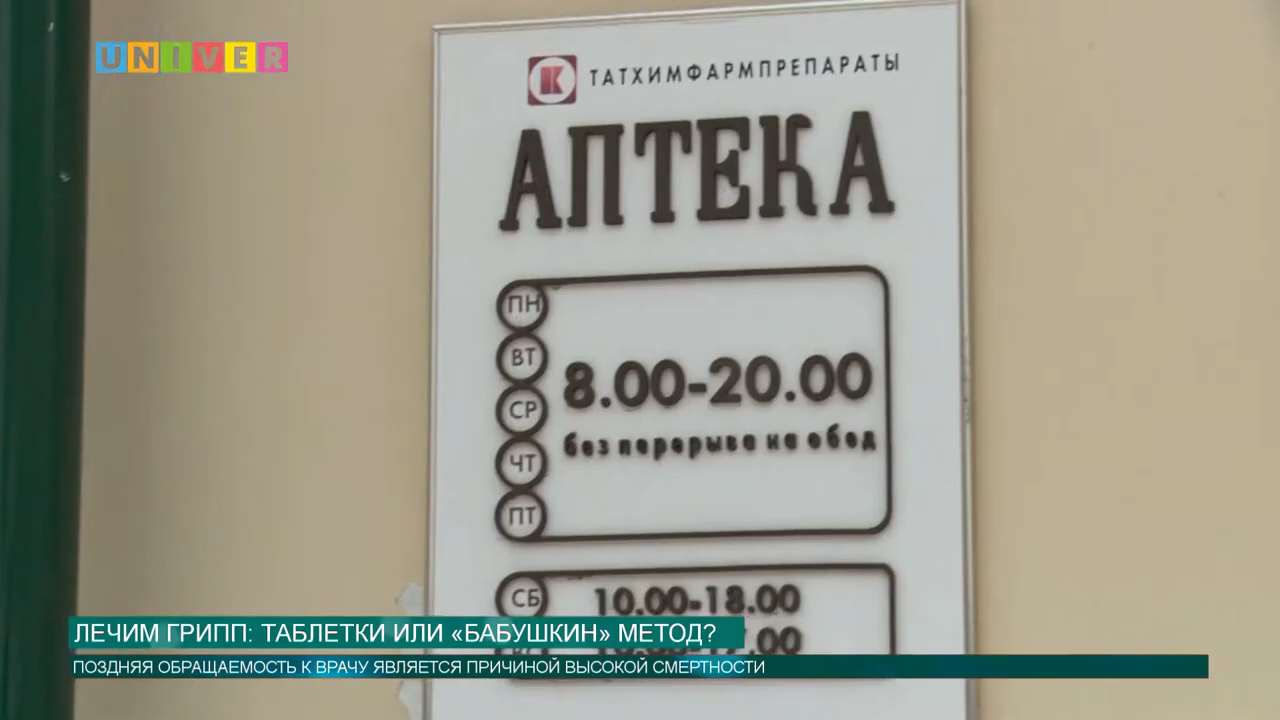 UNIVER
ТАТХИМФАРМПРЕПАРАТЫ
АПТЕКА
ПН
ВТ
СР
ЧТ
ПТ
8.00-20.00
без перерыва на обед
СБ
10.00-18.00
ЛЕЧИМ ГРИПП: ТАБЛЕТКИ ИЛИ «БАБУШКИН» МЕТОД?
ПОЗДНЯЯ ОБРАЩАЕМОСТЬ К ВРАЧУ ЯВЛЯЕТСЯ ПРИЧИНОЙ ВЫСОКОЙ СМЕРТНОСТИ